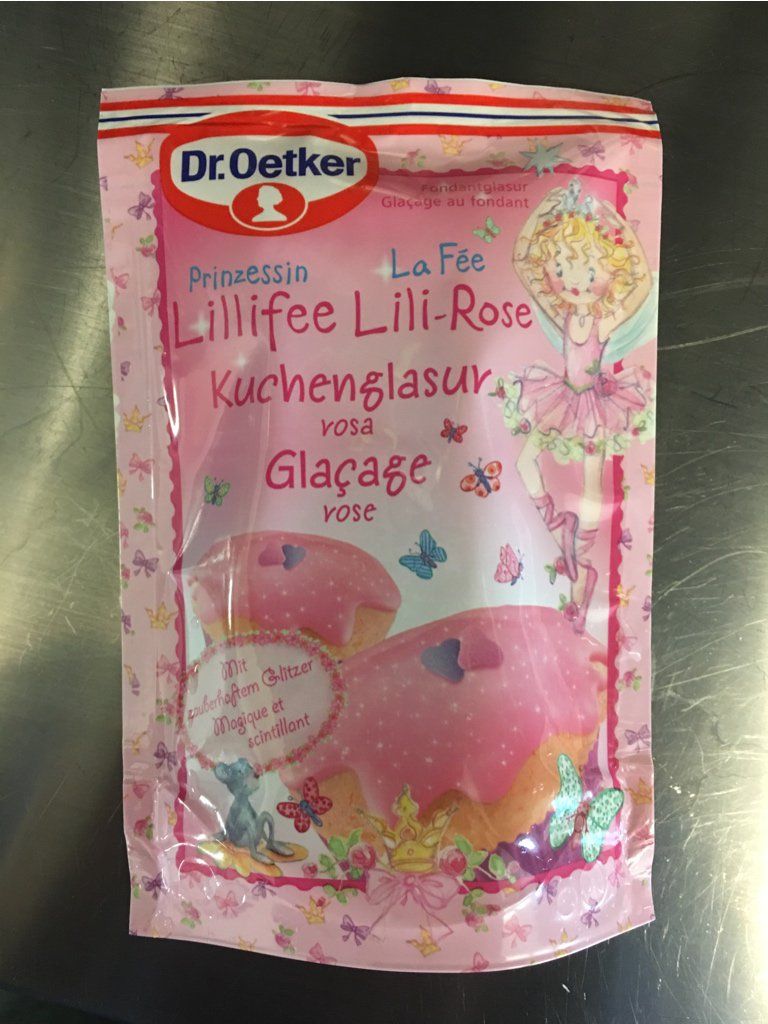 Dr.Oetker
Fondantglasur
Glaçage au fondant
Prinzessin La Fée
Lillifee Lili-Rose
Kuchenglasur
rosa
Glaçage
rose
Mit
zauberhaftem Glitzer
Magique et
scintillant